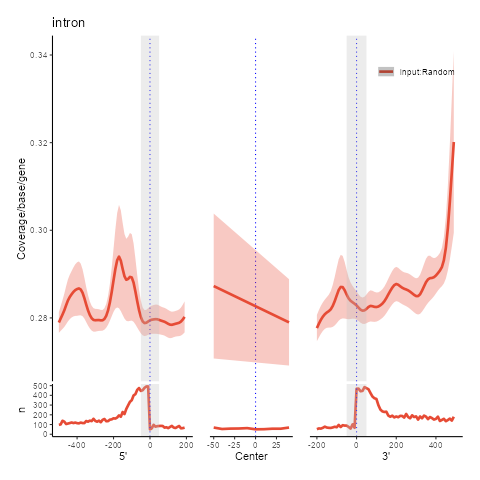 intron
Coverage/base/gene
0.34
0.32
0.30
0.28
Input:Random
n
500
400
300
200
100
0
-400 -200 0 200
-50 -25 0 25
-200 0 200 400
5' Center 3'